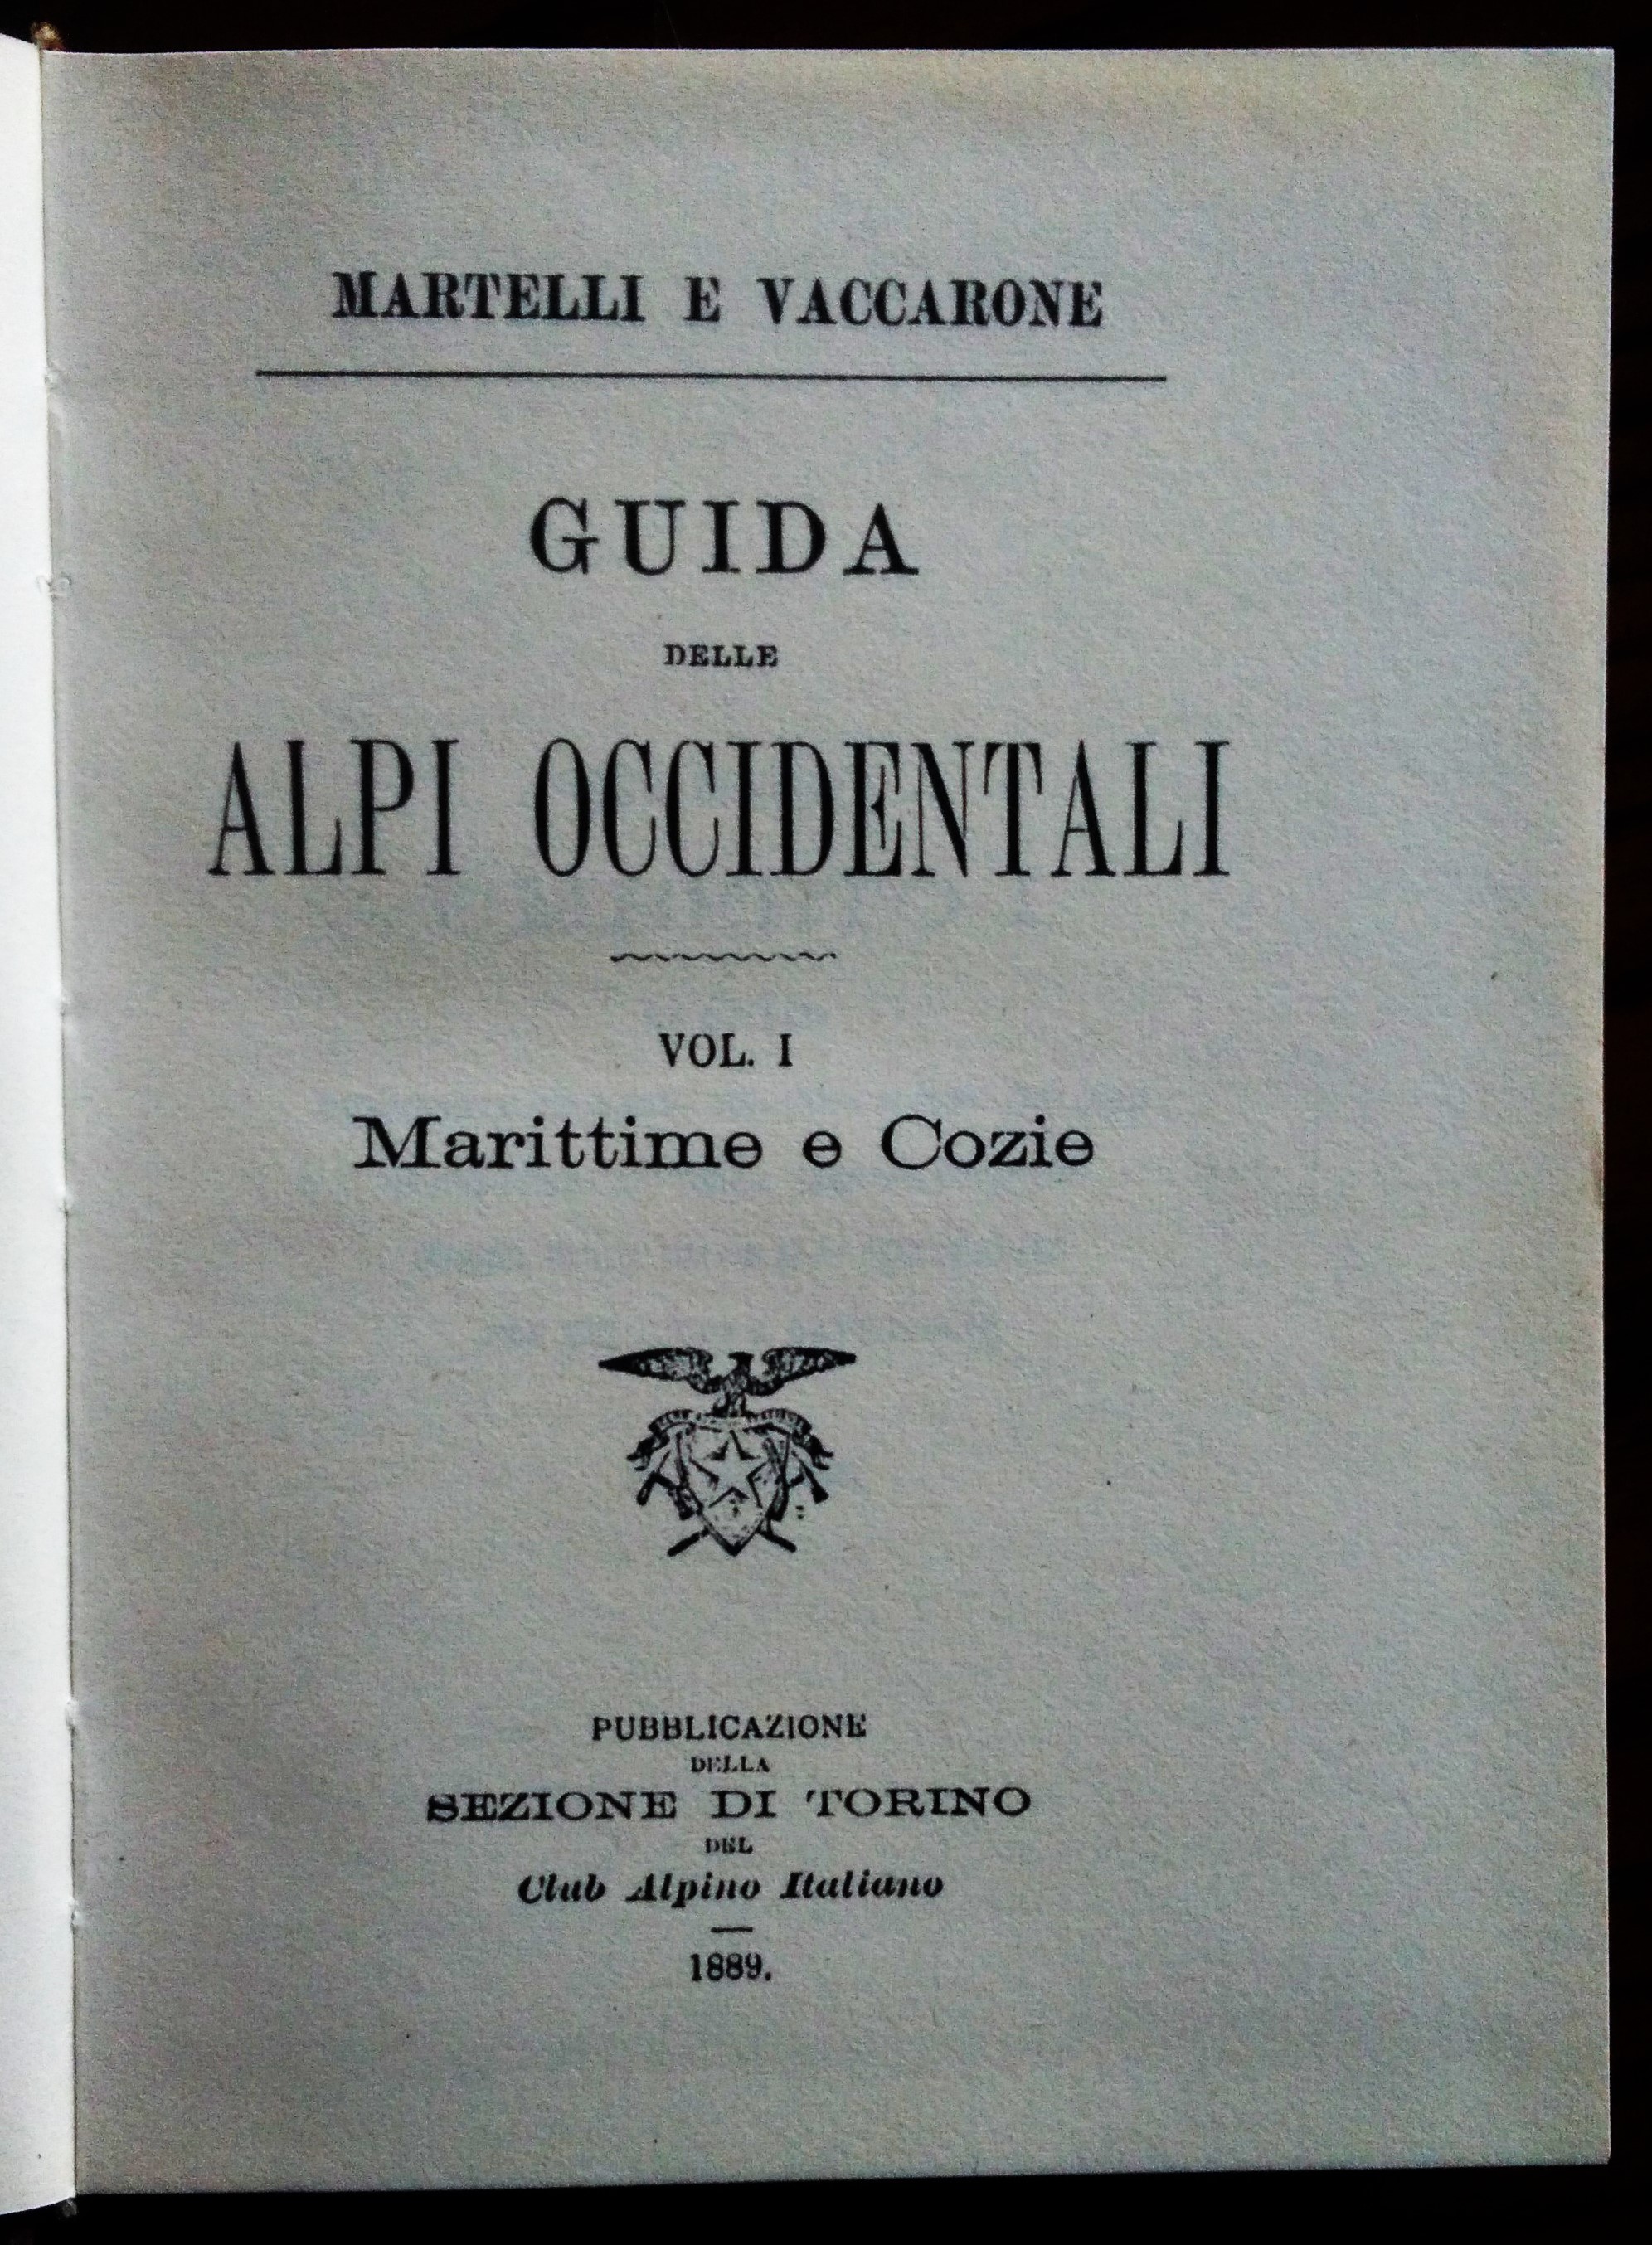 MARTELLI E VACCARONE
GUIDA
DELLE
ALPI OCCIDENTALI
VOL. I
Marittime e Cozie
PUBBLICAZIONE
DELLA
SEZIONE DI TORINO
DEL
Club Alpino Italiano
1889.